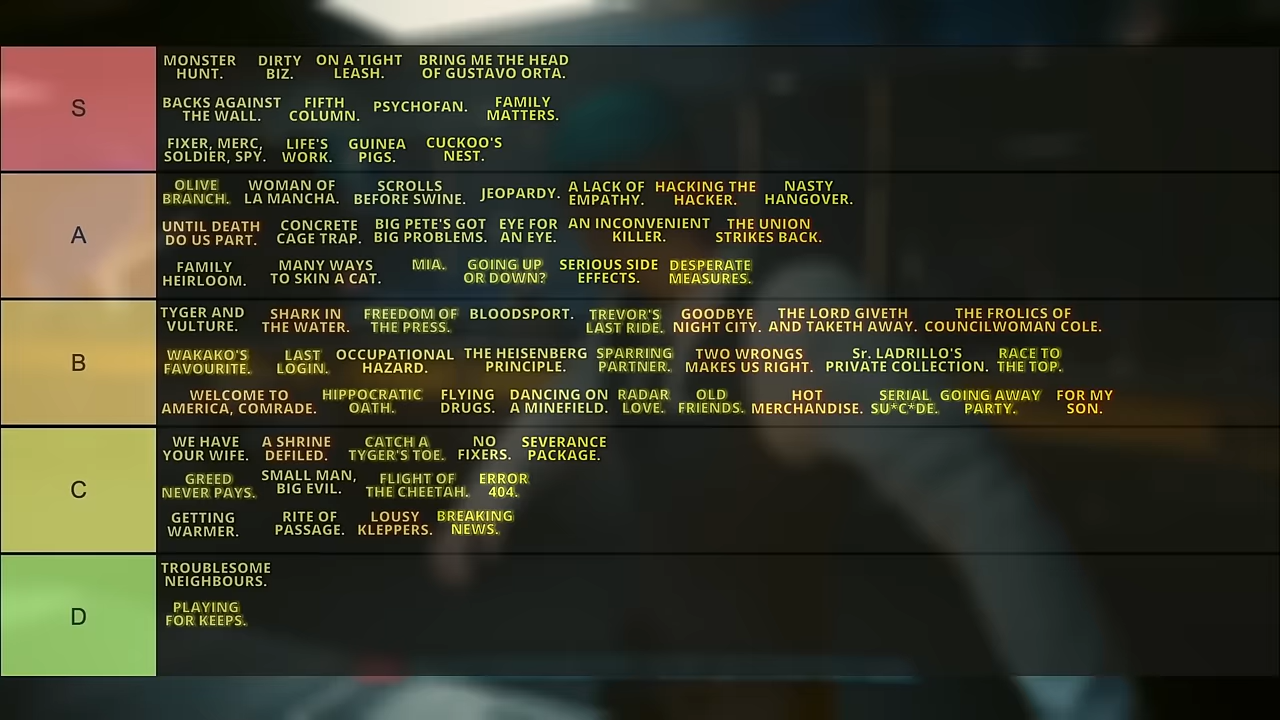 S
MONSTER HUNT. DIRTY BIZ. ON A TIGHT LEASH. BRING ME THE HEAD OF GUSTAVO ORTA.
BACKS AGAINST THE WALL. FIFTH COLUMN. PSYCHOFAN. FAMILY MATTERS.
FIXER, MERC, SOLDIER, SPY. LIFE'S WORK. GUINEA PIGS. CUCKOO'S NEST.
A
OLIVE BRANCH. WOMAN OF LA MANCHA. SCROLLS BEFORE SWINE. JEOPARDY. A LACK OF EMPATHY. HACKING THE HACKER. NASTY HANGOVER.
UNTIL DEATH DO US PART. CONCRETE CAGE TRAP. BIG PETE'S GOT BIG PROBLEMS. EYE FOR AN EYE. AN INCONVENIENT KILLER. THE UNION STRIKES BACK.
FAMILY HEIRLOOM. MANY WAYS TO SKIN A CAT. MIA. GOING UP OR DOWN? SERIOUS SIDE EFFECTS. DESPERATE MEASURES.
B
TYGER AND VULTURE. SHARK IN THE WATER. FREEDOM OF THE PRESS. BLOODSPORT. TREVOR'S LAST RIDE. GOODBYE NIGHT CITY. THE LORD GIVETH AND TAKETH AWAY. THE FROLICS OF COUNCILWOMAN COLE.
WAKAKO'S FAVOURITE. LAST LOGIN. OCCUPATIONAL HAZARD. THE HEISENBERG PRINCIPLE. SPARRING PARTNER. TWO WRONGS MAKES US RIGHT. Sr. LADRILLO'S PRIVATE COLLECTION. RACE TO THE TOP.
WELCOME TO AMERICA, COMRADE. HIPPOCRATIC OATH. FLYING DRUGS. DANCING ON A MINEFIELD. RADAR LOVE. OLD FRIENDS. HOT MERCHANDISE. SERIAL SU*C*DE. GOING AWAY PARTY. FOR MY SON.
C
WE HAVE YOUR WIFE. A SHRINE DEFILED. CATCH A TYGER'S TOE. NO FIXERS. SEVERANCE PACKAGE.
GREED NEVER PAYS. SMALL MAN, BIG EVIL. FLIGHT OF THE CHEETAH. ERROR 404.
GETTING WARMER. RITE OF PASSAGE. LOUSY KLEPPERS. BREAKING NEWS.
D
TROUBLESOME NEIGHBOURS.
PLAYING FOR KEEPS.